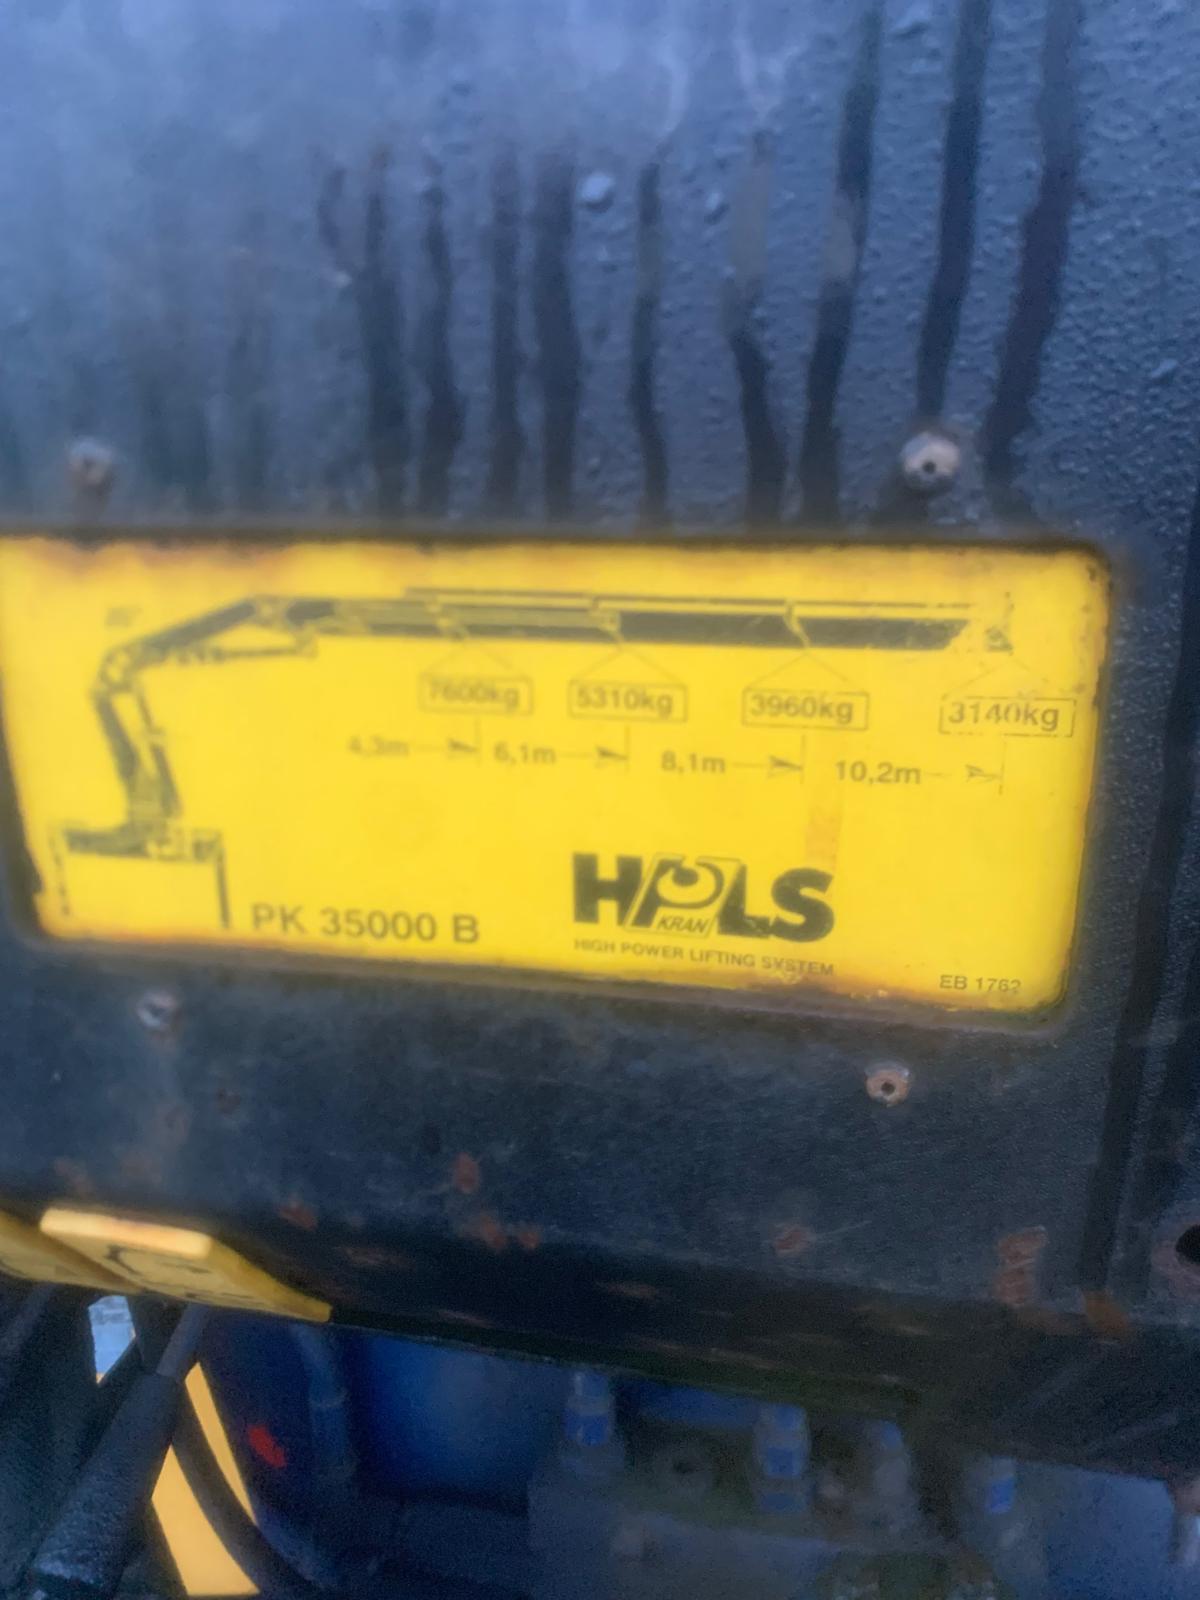 7600kg 5310kg 3960kg 3140kg
4,3m 6,1m 8,1m 10,2m
PK 35000 B
HPLS
KRAN
HIGH POWER LIFTING SYSTEM
EB 1762